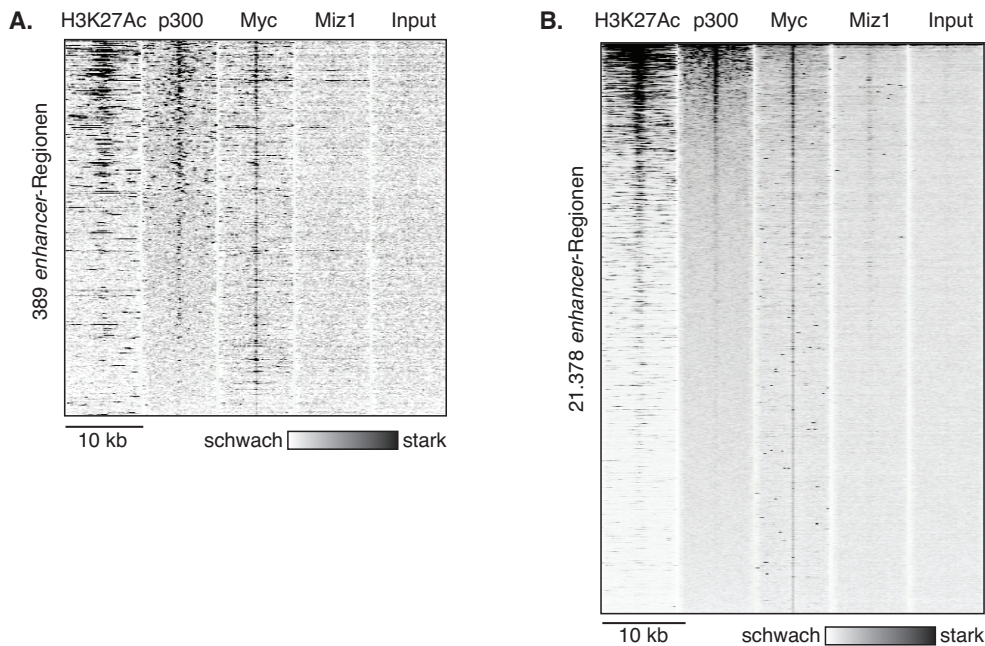 A.
H3K27Ac p300 Myc Miz1 Input
389 enhancer-Regionen
10 kb
schwach stark
B.
H3K27Ac p300 Myc Miz1 Input
21.378 enhancer-Regionen
10 kb
schwach stark